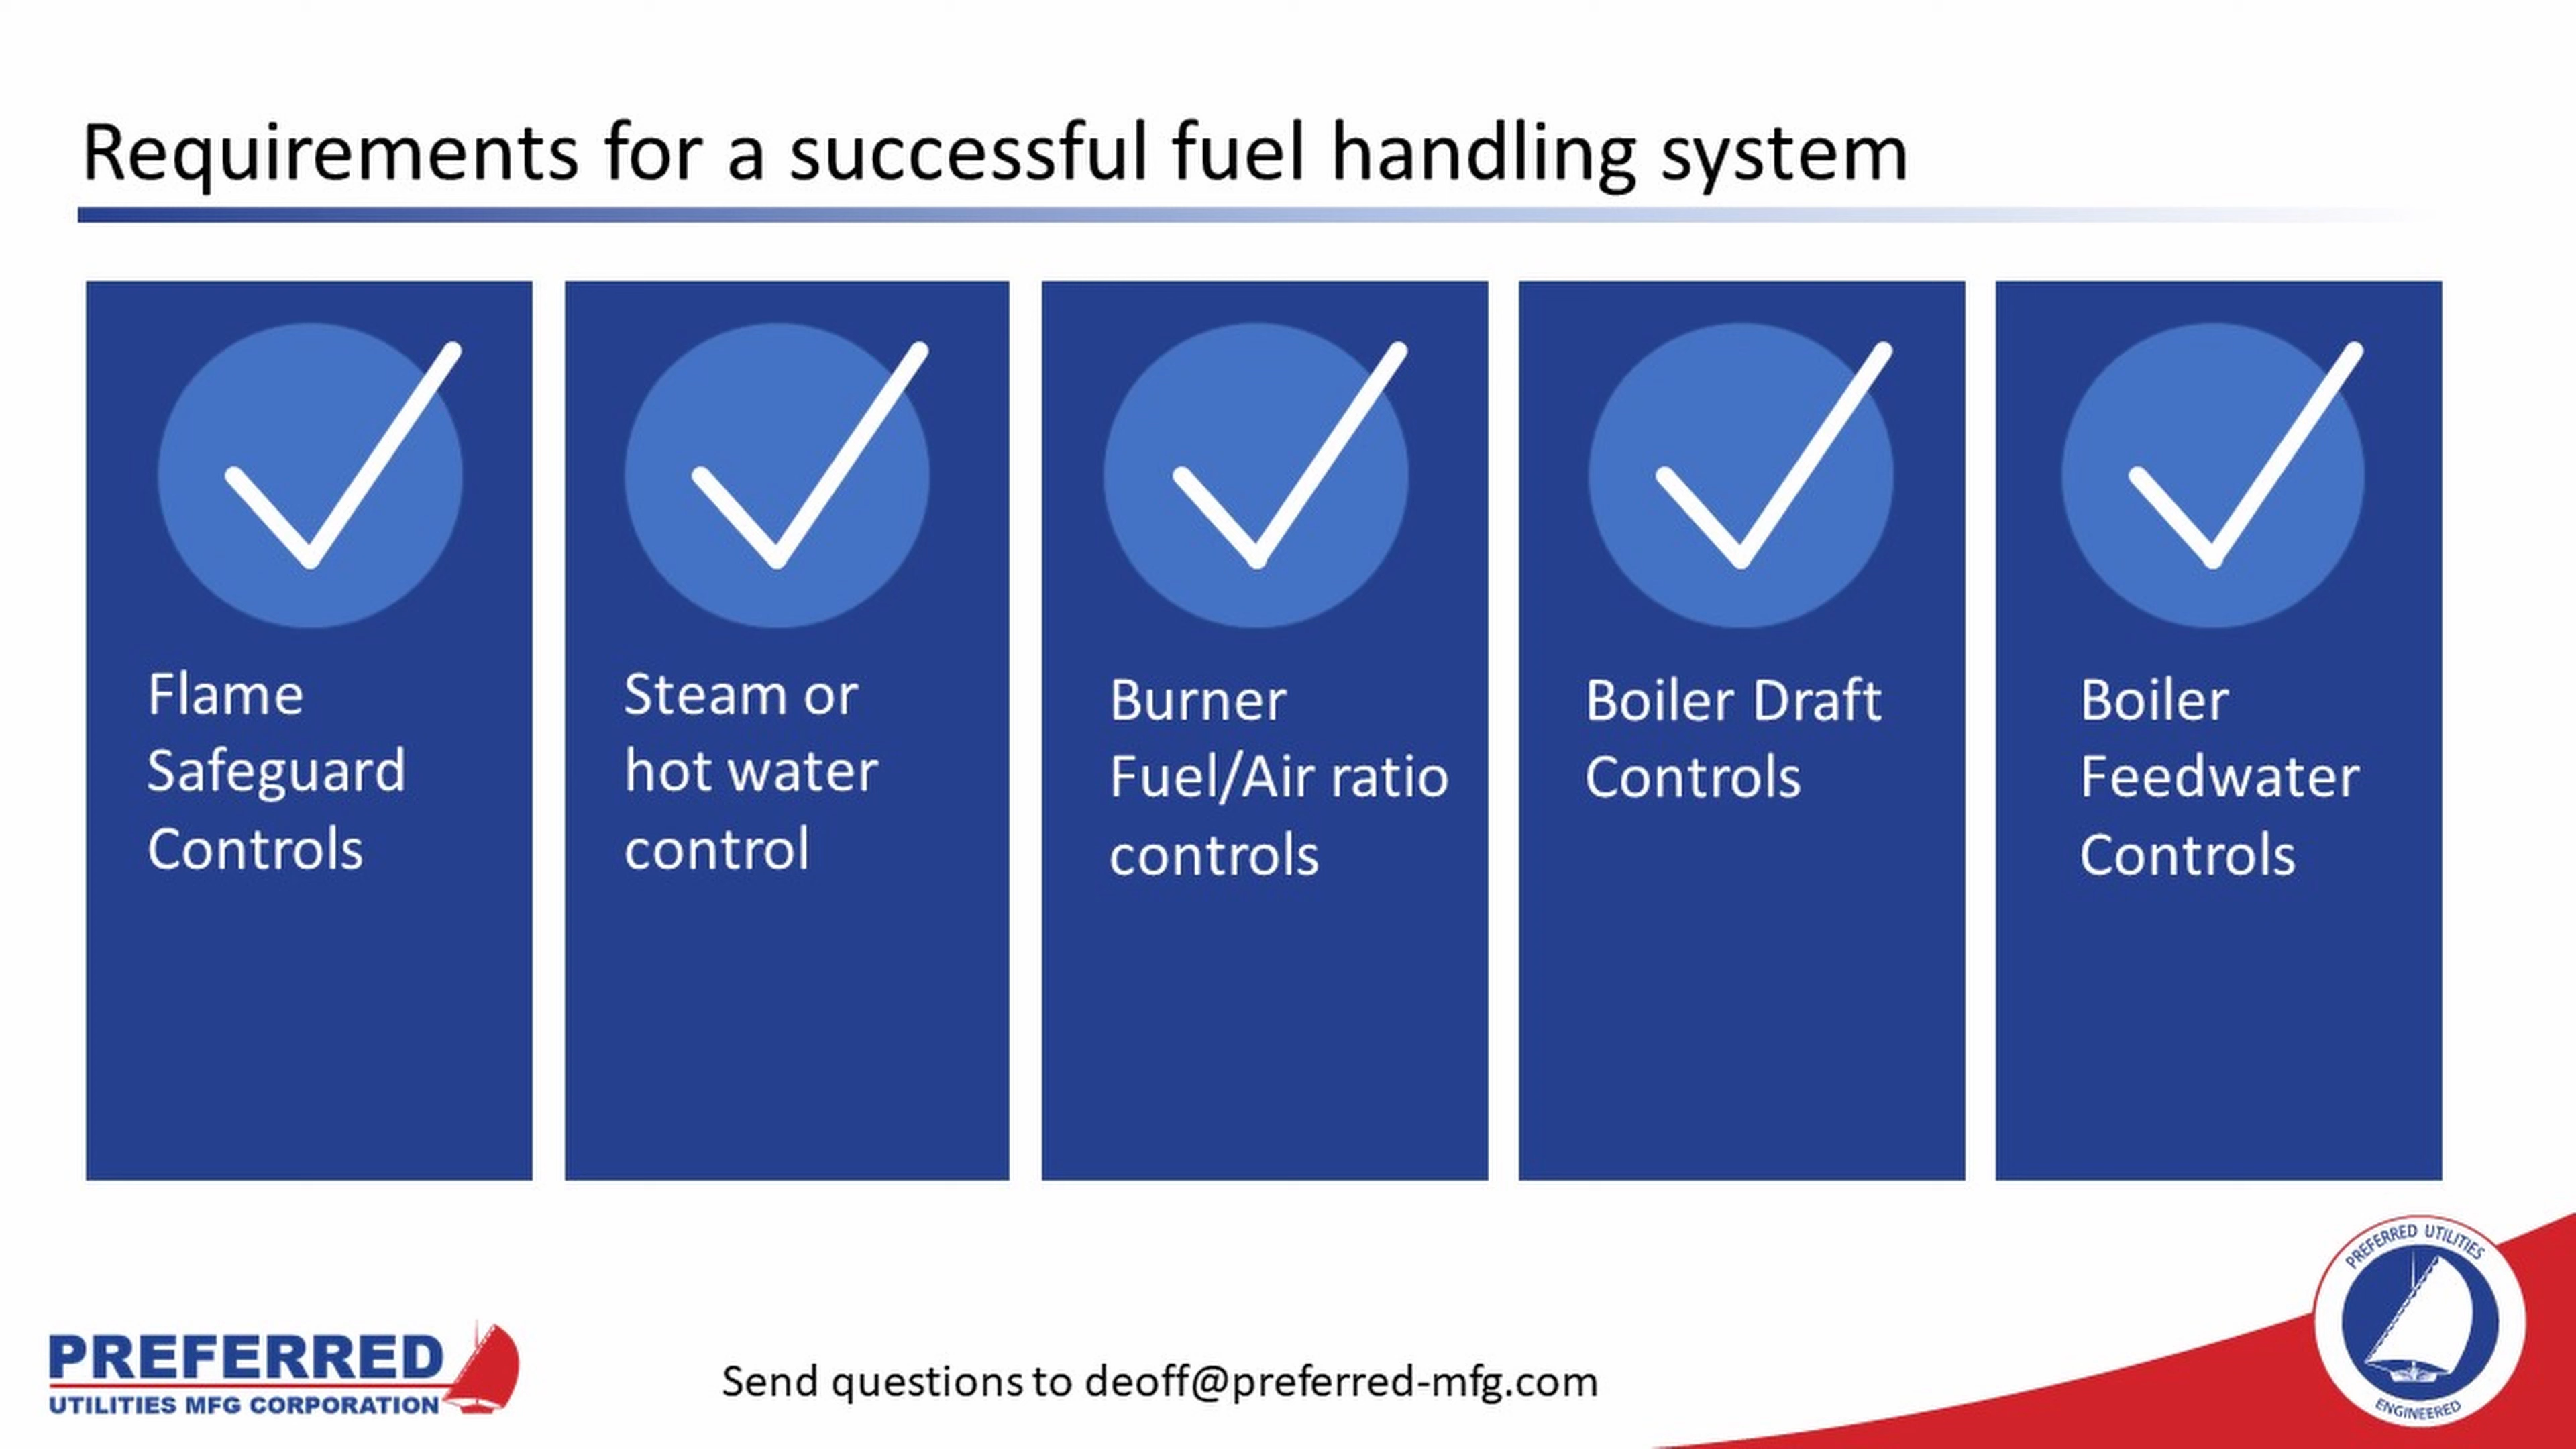 Requirements for a successful fuel handling system
Flame
Safeguard
Controls
Steam or
hot water
control
Burner
Fuel/Air ratio
controls
Boiler Draft
Controls
Boiler
Feedwater
Controls
PREFERRED
UTILITIES MFG CORPORATION
Send questions to deoff@preferred-mfg.com
PREFERRED UTILITIES
ENGINEERED